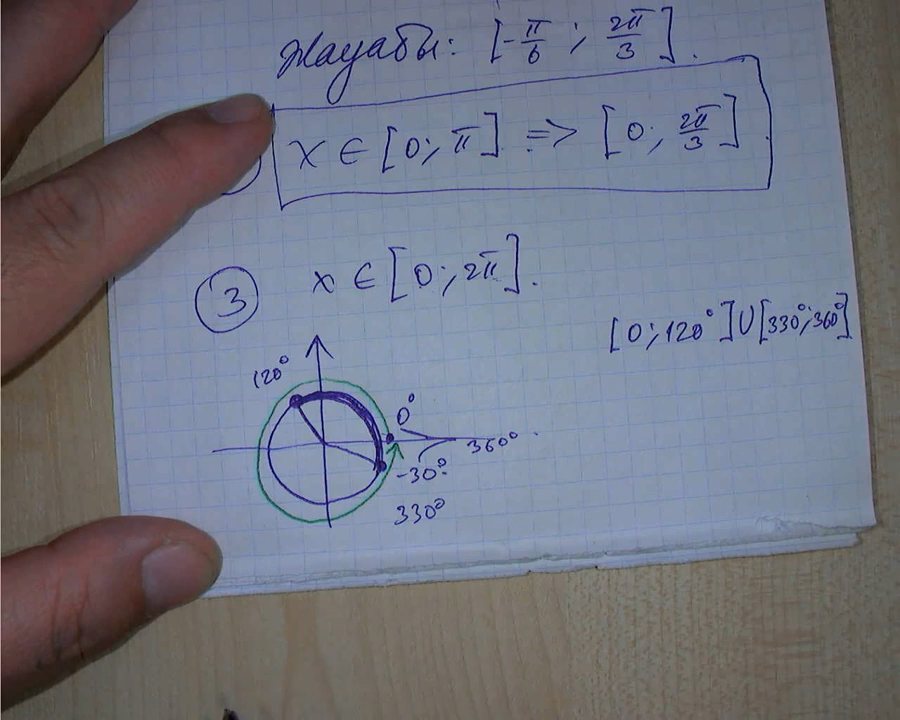 Жауабы: [-π/6 ; 2π/3].
x ∈ [0; π] => [0; 2π/3]
③ x ∈ [0; 2π].
[0; 120°] U [330°; 360°]
120°
0°
360°
-30°
330°